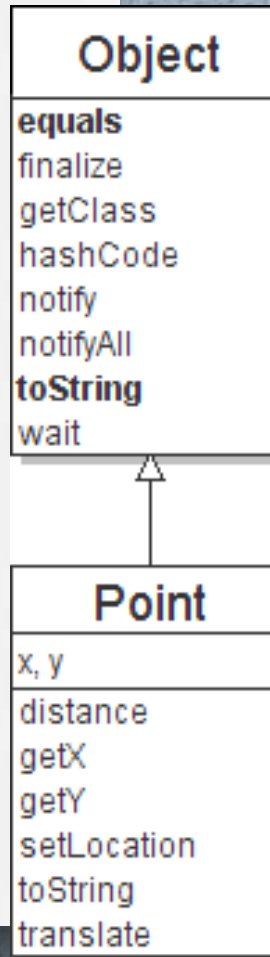 Object
equals
finalize
getClass
hashCode
notify
notifyAll
toString
wait
Point
x, y
distance
getX
getY
setLocation
toString
translate